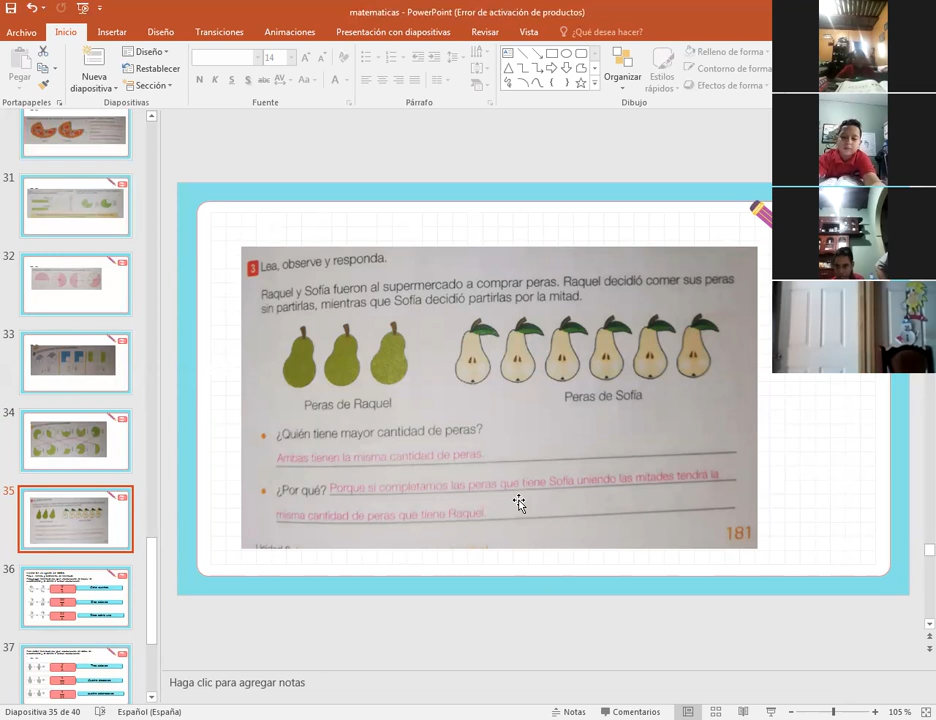 matematicas - PowerPoint (Error de activación de productos)
Archivo Inicio Insertar Diseño Transiciones Animaciones Presentación con diapositivas Revisar Vista ¿Qué desea hacer?
Pegar
Nueva diapositiva
Diseño
Restablecer
Sección
14
N K S S abc AV Aa A
Organizar
Estilos rápidos
Relleno de forma
Contorno de forma
Efectos de forma
Portapapeles Diapositivas Fuente Párrafo Dibujo
31
32
33
34
35
36
37
3 Lea, observe y responda.
Raquel y Sofía fueron al supermercado a comprar peras. Raquel decidió comer sus peras
sin partirlas, mientras que Sofía decidió partirlas por la mitad.
Peras de Raquel
Peras de Sofía
• ¿Quién tiene mayor cantidad de peras?
Ambas tienen la misma cantidad de peras.
• ¿Por qué? Porque si completamos las peras que tiene Sofía uniendo las mitades tendrá la
misma cantidad de peras que tiene Raquel.
181
Haga clic para agregar notas
Diapositiva 35 de 40 Español (España) Notas Comentarios 105 %